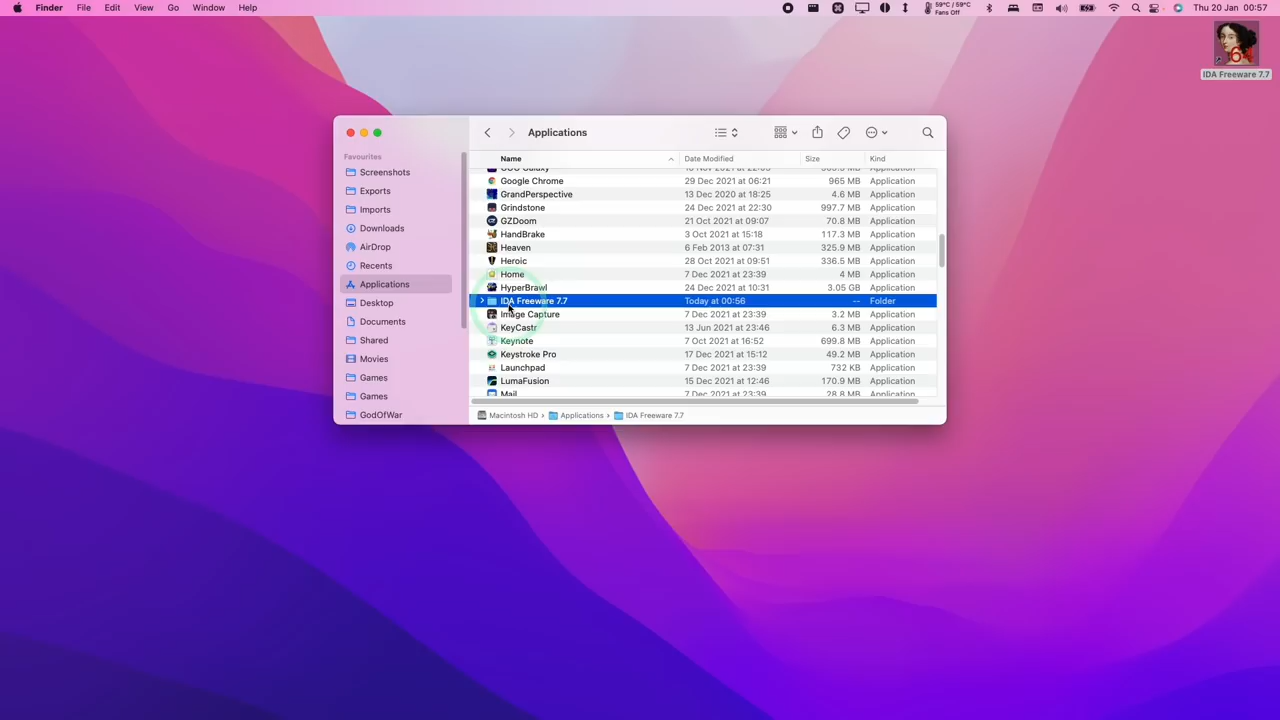 Finder File Edit View Go Window Help
59°C / 59°C
Fans Off
Thu 20 Jan 00:57
IDA Freeware 7.7
Applications
Favourites
Screenshots
Exports
Imports
Downloads
AirDrop
Recents
Applications
Desktop
Documents
Shared
Movies
Games
Games
GodOfWar
Name Date Modified Size Kind
Google Chrome 29 Dec 2021 at 06:21 965 MB Application
GrandPerspective 13 Dec 2020 at 18:25 4.6 MB Application
Grindstone 24 Dec 2021 at 22:30 997.7 MB Application
GZDoom 21 Oct 2021 at 09:07 70.8 MB Application
HandBrake 3 Oct 2021 at 15:18 117.3 MB Application
Heaven 6 Feb 2013 at 07:31 325.9 MB Application
Heroic 28 Oct 2021 at 09:51 336.5 MB Application
Home 7 Dec 2021 at 23:39 4 MB Application
HyperBrawl 24 Dec 2021 at 10:31 3.05 GB Application
IDA Freeware 7.7 Today at 00:56 -- Folder
Image Capture 7 Dec 2021 at 23:39 3.2 MB Application
KeyCastr 13 Jun 2021 at 23:46 6.3 MB Application
Keynote 7 Oct 2021 at 16:52 699.8 MB Application
Keystroke Pro 17 Dec 2021 at 15:12 49.2 MB Application
Launchpad 7 Dec 2021 at 23:39 732 KB Application
LumaFusion 15 Dec 2021 at 12:46 170.9 MB Application
Mail 7 Dec 2021 at 23:39 28.8 MB Application
Macintosh HD › Applications › IDA Freeware 7.7